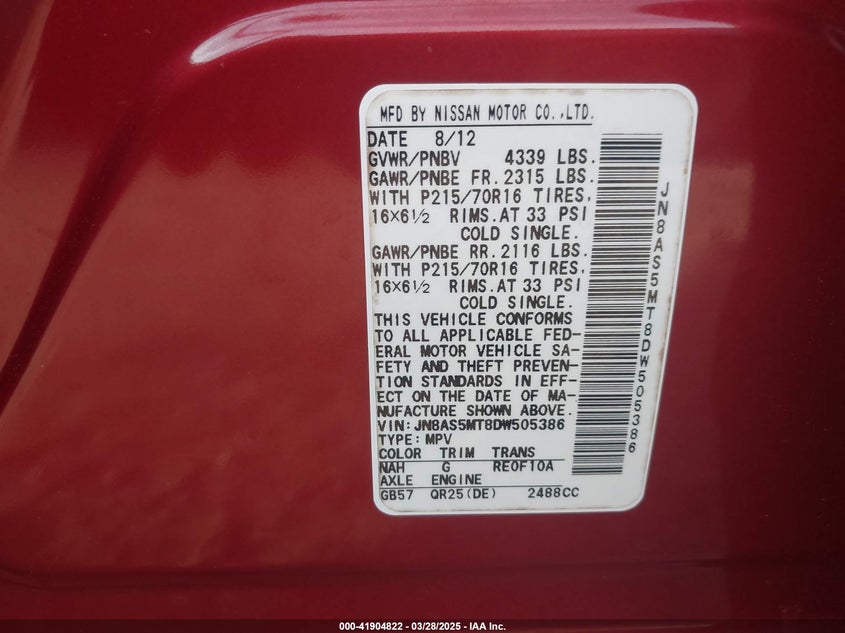 MFD BY NISSAN MOTOR CO.,LTD.
DATE 8/12
GVWR/PNBV 4339 LBS.
GAWR/PNBE FR.2315 LBS.
WITH P215/70R16 TIRES,
16×6½ RIMS.AT 33 PSI
COLD SINGLE.
GAWR/PNBE RR.2116 LBS.
WITH P215/70R16 TIRES,
16×6½ RIMS.AT 33 PSI
COLD SINGLE.
THIS VEHICLE CONFORMS
TO ALL APPLICABLE FED-
ERAL MOTOR VEHICLE SA-
FETY AND THEFT PREVEN-
TION STANDARDS IN EFF-
ECT ON THE DATE OF MA-
NUFACTURE SHOWN ABOVE.
VIN:JN8AS5MT8DW505386
TYPE:MPV
COLOR TRIM TRANS
NAH G RE0F10A
AXLE ENGINE
GB57 QR25(DE) 2488CC
JN8AS5MT8DW505386
000-41904822 - 03/28/2025 - IAA Inc.